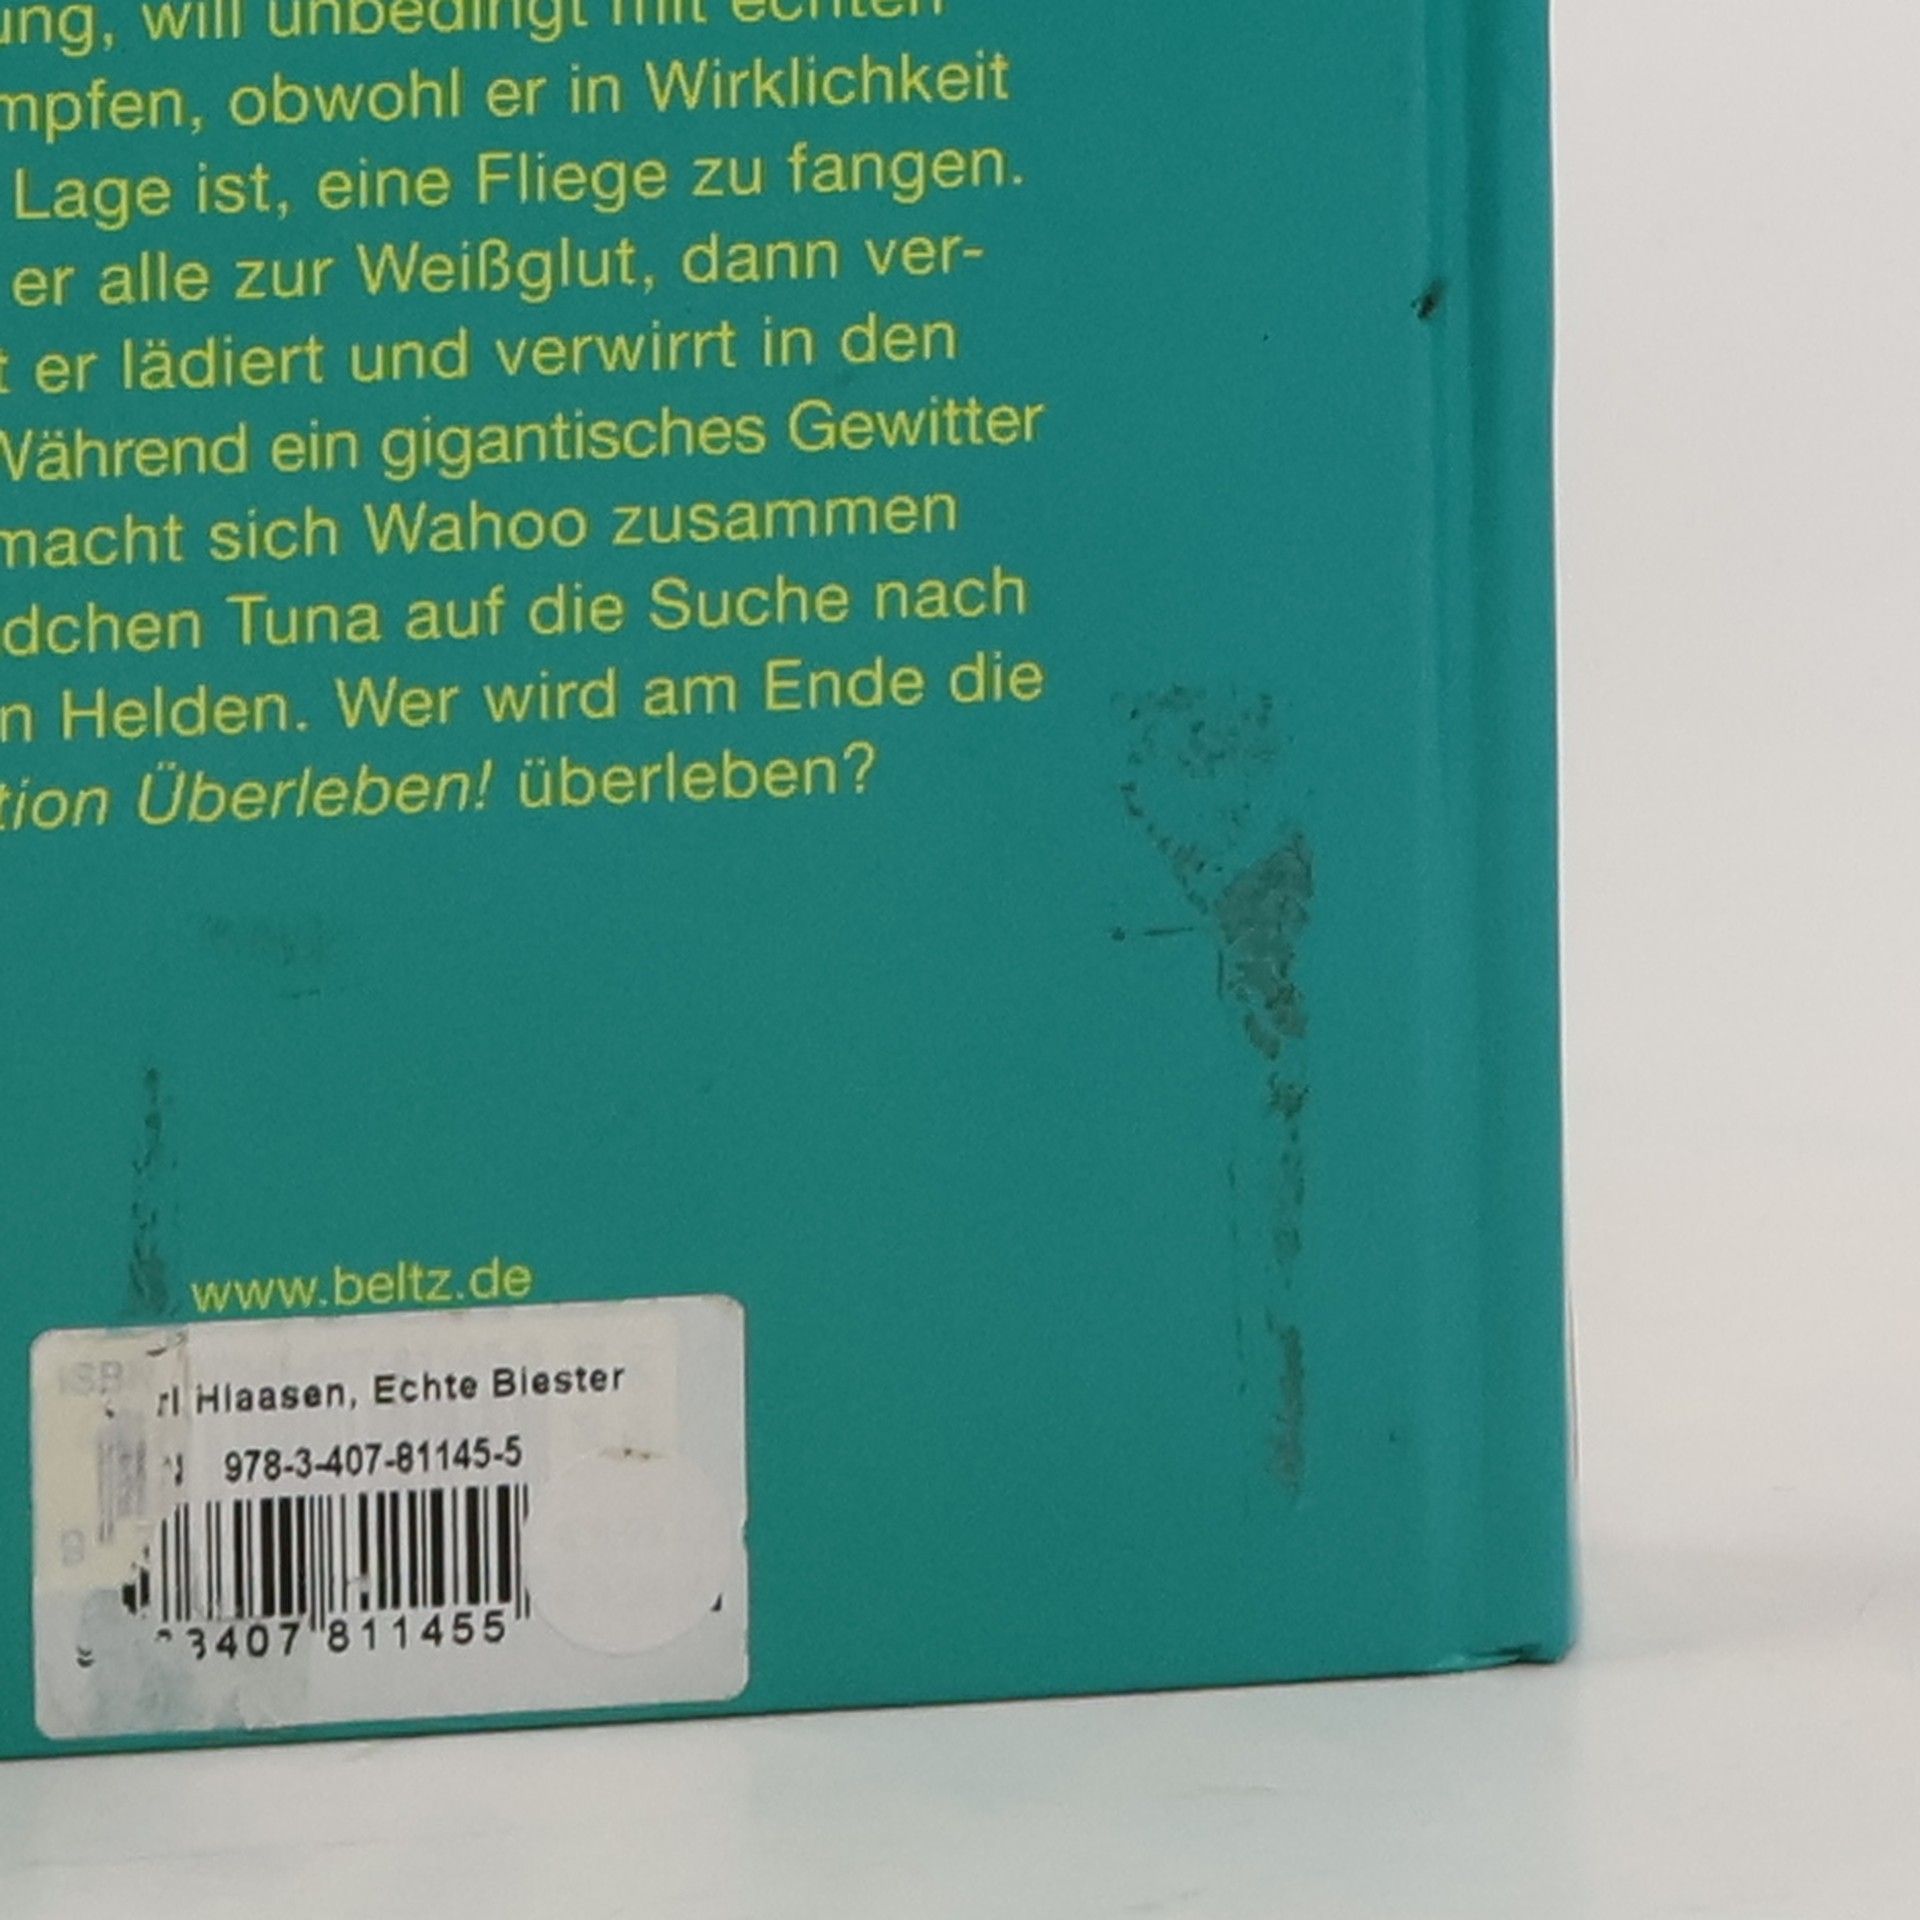 ung, will unbedingt mit echten
mpfen, obwohl er in Wirklichkeit
Lage ist, eine Fliege zu fangen.
er alle zur Weißglut, dann ver-
t er lädiert und verwirrt in den
Während ein gigantisches Gewitter
macht sich Wahoo zusammen
dchen Tuna auf die Suche nach
n Helden. Wer wird am Ende die
tion Überleben! überleben?
www.beltz.de
rl Hiaasen, Echte Biester
978-3-407-81145-5
3407 811455